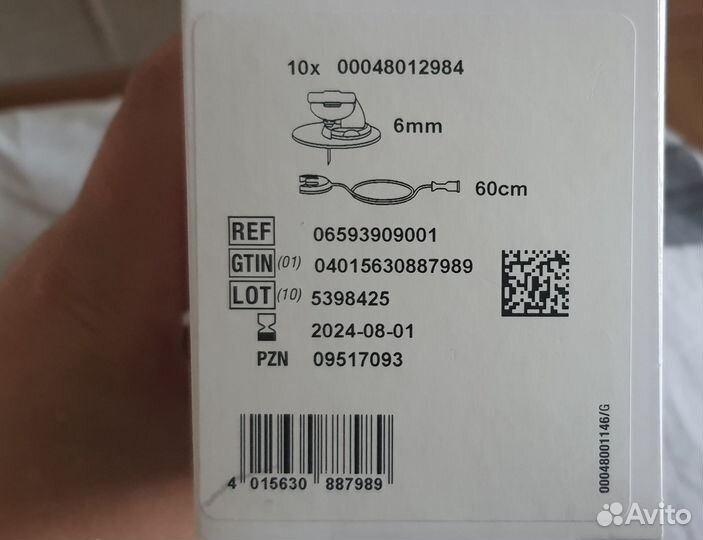 10x 00048012984
6mm
60cm
REF 06593909001
GTIN (01) 04015630887989
LOT (10) 5398425
2024-08-01
PZN 09517093
4 015630 887989
00048001146/G
Avito